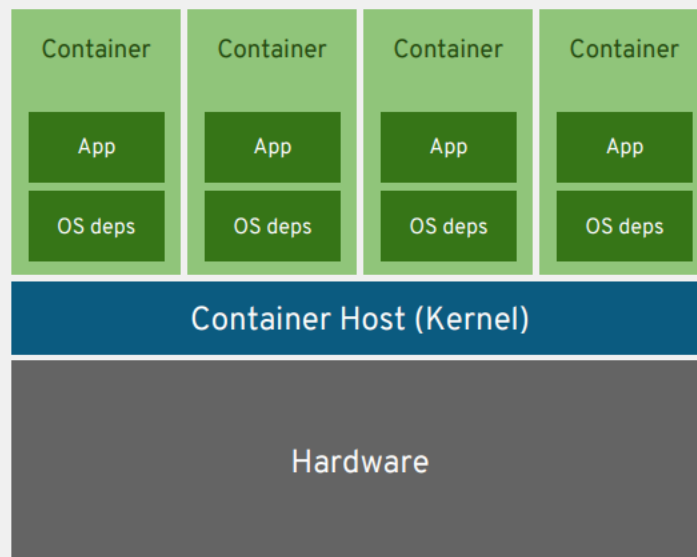 Container
Container
Container
Container
App
App
App
App
OS deps
OS deps
OS deps
OS deps
Container Host (Kernel)
Hardware